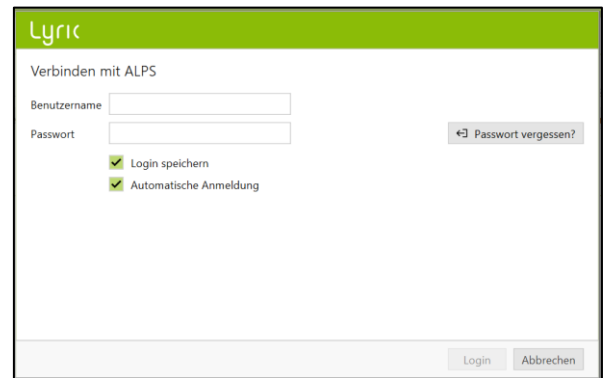 Lyric
Verbinden mit ALPS
Benutzername
Passwort
Passwort vergessen?
Login speichern
Automatische Anmeldung
Login
Abbrechen